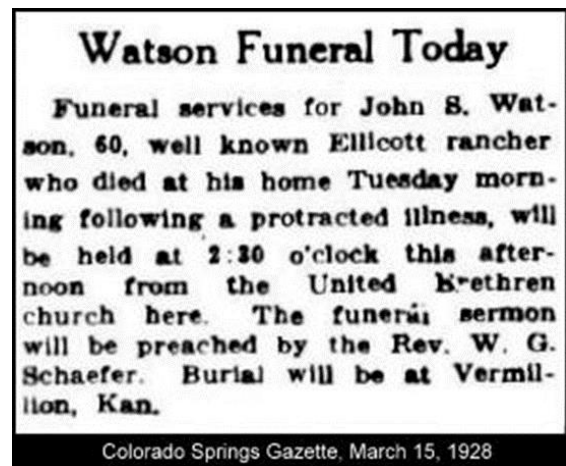 Watson Funeral Today
Funeral services for John S. Wat-
son, 60, well known Ellicott rancher
who died at his home Tuesday morn-
ing following a protracted illness, will
be held at 2:30 o'clock this after-
noon from the United Brethren
church here. The funeral sermon
will be preached by the Rev. W. G.
Schaefer. Burial will be at Vermil-
lion, Kan.
Colorado Springs Gazette, March 15, 1928